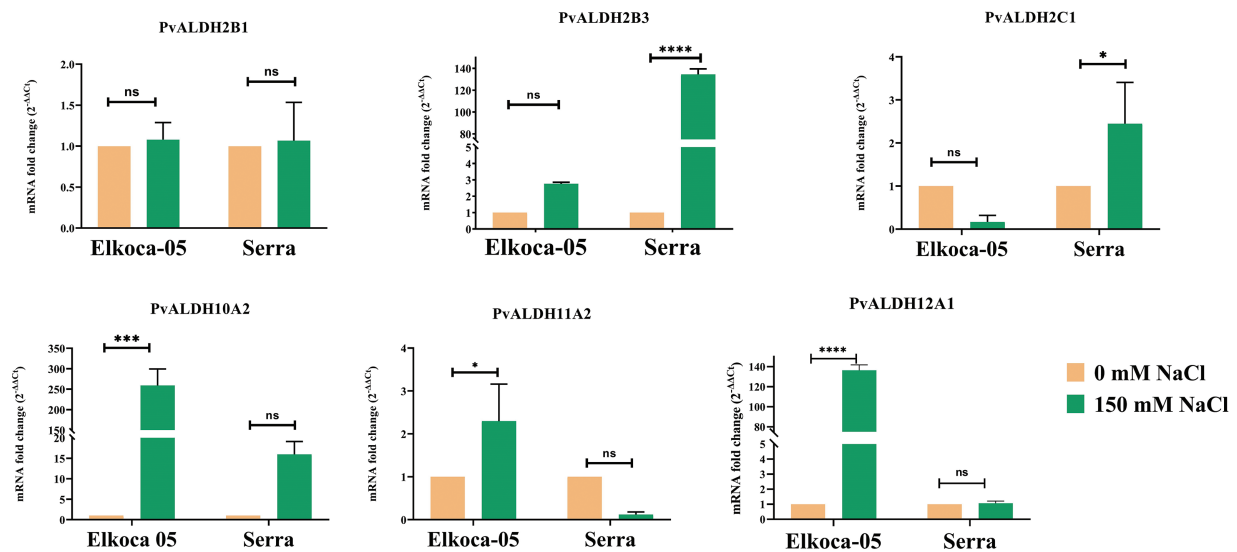 PvALDH2B1
mRNA fold change (2^-ΔΔCt)
2.0
1.5
1.0
0.5
0.0
ns
ns
Elkoca-05 Serra
PvALDH2B3
mRNA fold change (2^-ΔΔCt)
140
120
100
80
5
4
3
2
1
0
ns
****
Elkoca-05 Serra
PvALDH2C1
mRNA fold change (2^-ΔΔCt)
4
3
2
1
0
ns
*
Elkoca-05 Serra
PvALDH10A2
mRNA fold change (2^-ΔΔCt)
350
300
250
200
150
20
15
10
5
0
***
ns
Elkoca 05 Serra
PvALDH11A2
mRNA fold change (2^-ΔΔCt)
4
3
2
1
0
*
ns
Elkoca-05 Serra
PvALDH12A1
mRNA fold change (2^-ΔΔCt)
140
120
100
80
5
4
3
2
1
0
****
ns
Elkoca-05 Serra
0 mM NaCl
150 mM NaCl